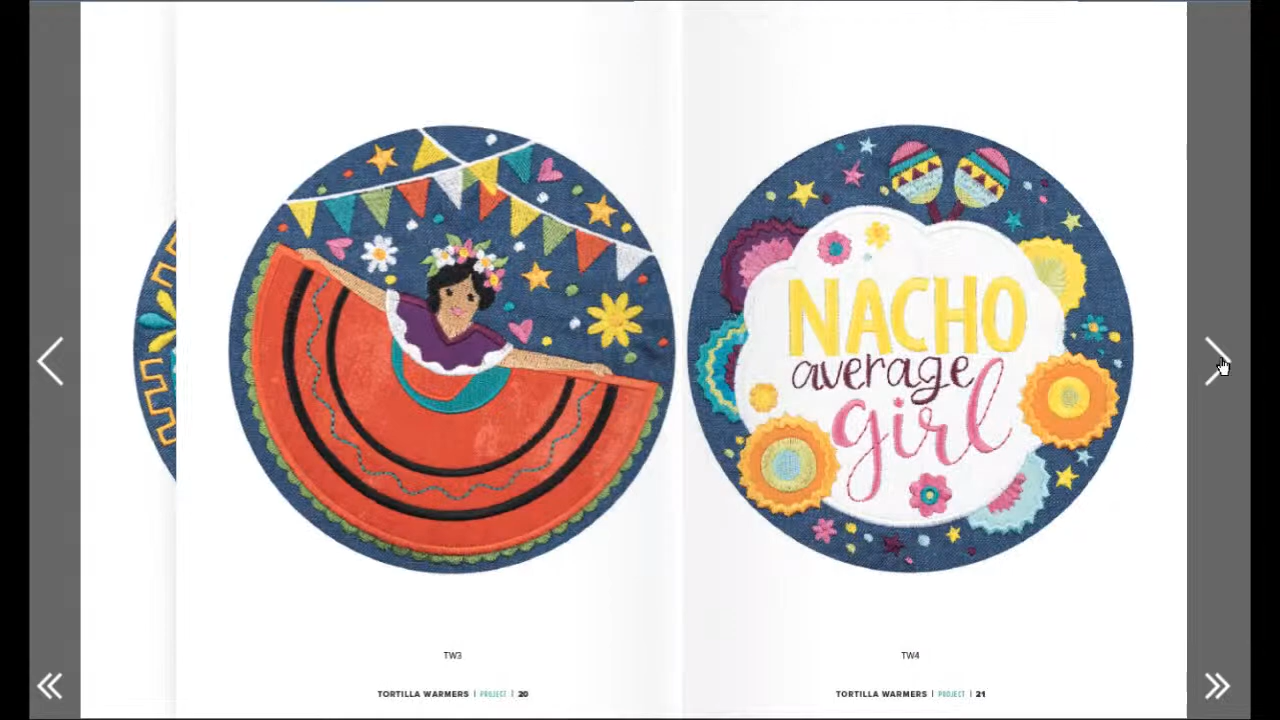 NACHO
average
girl
TW3
TW4
TORTILLA WARMERS | PROJECT | 20
TORTILLA WARMERS | PROJECT | 21